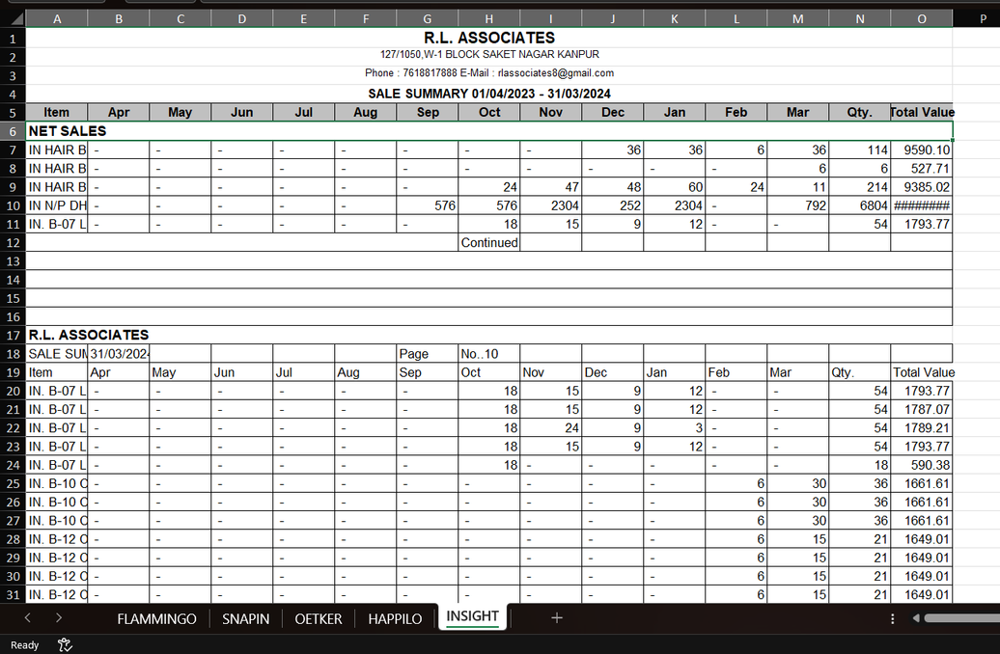 A B C D E F G H I J K L M N O P
1 R.L. ASSOCIATES
2 127/1050,W-1 BLOCK SAKET NAGAR KANPUR
3 Phone : 7618817888 E-Mail : rlassociates8@gmail.com
4 SALE SUMMARY 01/04/2023 - 31/03/2024
5 Item Apr May Jun Jul Aug Sep Oct Nov Dec Jan Feb Mar Qty. Total Value
6 NET SALES
7 IN HAIR B - - - - - - - - 36 36 6 36 114 9590.10
8 IN HAIR B - - - - - - - - - - - 6 6 527.71
9 IN HAIR B - - - - - - 24 47 48 60 24 11 214 9385.02
10 IN N/P DH - - - - - 576 576 2304 252 2304 - 792 6804 ########
11 IN. B-07 L - - - - - - 18 15 9 12 - - 54 1793.77
12 Continued
13
14
15
16
17 R.L. ASSOCIATES
18 SALE SUM 31/03/2024 Page No..10
19 Item Apr May Jun Jul Aug Sep Oct Nov Dec Jan Feb Mar Qty. Total Value
20 IN. B-07 L - - - - - - 18 15 9 12 - - 54 1793.77
21 IN. B-07 L - - - - - - 18 15 9 12 - - 54 1787.07
22 IN. B-07 L - - - - - - 18 24 9 3 - - 54 1789.21
23 IN. B-07 L - - - - - - 18 15 9 12 - - 54 1793.77
24 IN. B-07 L - - - - - - 18 - - - - - 18 590.38
25 IN. B-10 C - - - - - - - - - - 6 30 36 1661.61
26 IN. B-10 C - - - - - - - - - - 6 30 36 1661.61
27 IN. B-10 C - - - - - - - - - - 6 30 36 1661.61
28 IN. B-12 C - - - - - - - - - - 6 15 21 1649.01
29 IN. B-12 C - - - - - - - - - - 6 15 21 1649.01
30 IN. B-12 C - - - - - - - - - - 6 15 21 1649.01
31 IN. B-12 C - - - - - - - - - - 6 15 21 1649.01
FLAMMINGO SNAPIN OETKER HAPPILO INSIGHT
Ready